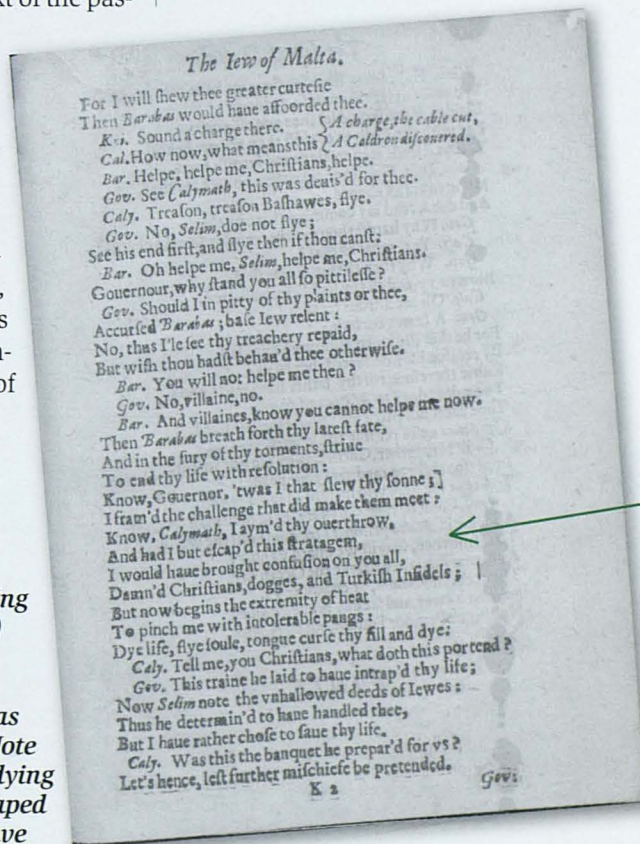 xt of the pas-
s
n-
of
ng
)
as
Note
lying
aped
ave
The Iew of Malta.
For I will ſhew thee greater curteſie
Then Barabas would haue affoorded thee.
Kni. Sound a charge there. { A charge, the cable cut,
Cal. How now, what means this { A Caldron diſcouered.
Bar. Helpe, helpe me, Chriſtians, helpe.
Gov. See Calymath, this was deuis'd for thee.
Caly. Treaſon, treaſon Baſhawes, flye.
Gov. No, Selim, doe not flye;
See his end firſt, and flye then if thou canſt.
Bar. Oh helpe me, Selim, helpe me, Chriſtians.
Gouernour, why ſtand you all ſo pittileſſe?
Gov. Should I in pitty of thy plaints or thee,
Accurſed Barabas; baſe Iew relent:
No, thus I'le ſee thy treachery repaid,
But wiſh thou hadſt behau'd thee otherwiſe.
Bar. You will not helpe me then?
Gov. No, villaine, no.
Bar. And villaines, know you cannot helpe me now.
Then Barabas breath forth thy lateſt fate,
And in the fury of thy torments, ſtriue
To end thy life with reſolution:
Know, Gouernor, 'twas I that ſlew thy ſonne; ]
I fram'd the challenge that did make them meet:
Know, Calymath, I aym'd thy ouerthrow,
And had I but eſcap'd this ſtratagem,
I would haue brought confuſion on you all,
Damn'd Chriſtians, dogges, and Turkiſh Infidels; |
But now begins the extremity of heat
To pinch me with intolerable pangs:
Dye life, flye ſoule, tongue curſe thy fill and dye.
Caly. Tell me, you Chriſtians, what doth this portend?
Gov. This traine he laid to haue intrap'd thy life;
Now Selim note the vnhallowed deeds of Iewes:
Thus he determin'd to haue handled thee,
But I haue rather choſe to ſaue thy life.
Caly. Was this the banquet he prepar'd for vs?
Let's hence, leſt further miſchiefe be pretended.
K 2 Gov: